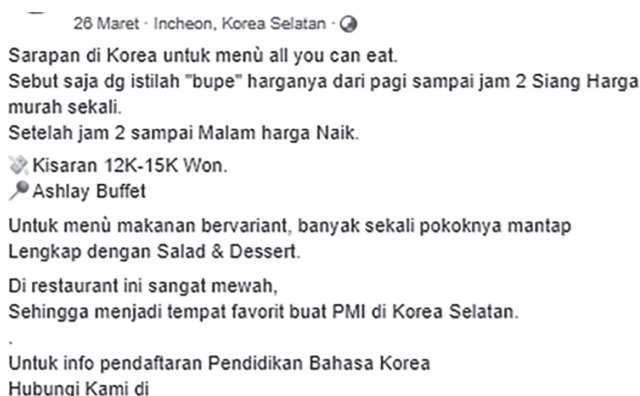 26 Maret · Incheon, Korea Selatan ·
Sarapan di Korea untuk menù all you can eat.
Sebut saja dg istilah "bupe" harganya dari pagi sampai jam 2 Siang Harga
murah sekali.
Setelah jam 2 sampai Malam harga Naik.
Kisaran 12K-15K Won.
Ashlay Buffet
Untuk menù makanan bervariant, banyak sekali pokoknya mantap
Lengkap dengan Salad & Dessert.
Di restaurant ini sangat mewah,
Sehingga menjadi tempat favorit buat PMI di Korea Selatan.
.
Untuk info pendaftaran Pendidikan Bahasa Korea
Hubungi Kami di